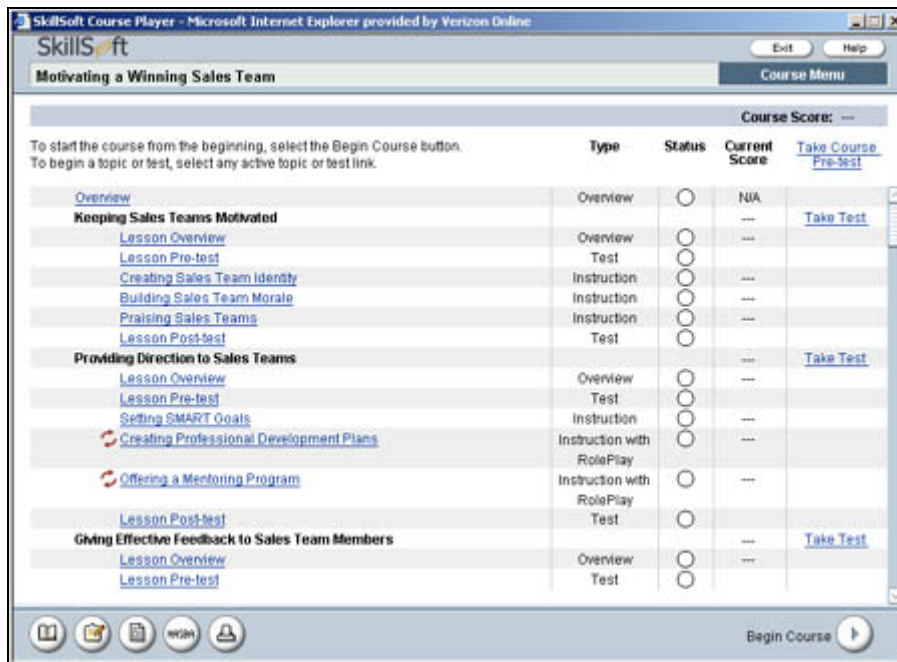 SkillSoft Course Player - Microsoft Internet Explorer provided by Verizon Online
SkillSoft
Exit Help
Motivating a Winning Sales Team Course Menu
Course Score: ---
To start the course from the beginning, select the Begin Course button.
To begin a topic or test, select any active topic or test link.
Type Status Current Score Take Course Pre-test
Overview Overview N/A
Keeping Sales Teams Motivated --- Take Test
Lesson Overview Overview ---
Lesson Pre-test Test
Creating Sales Team Identity Instruction ---
Building Sales Team Morale Instruction ---
Praising Sales Teams Instruction ---
Lesson Post-test Test
Providing Direction to Sales Teams --- Take Test
Lesson Overview Overview ---
Lesson Pre-test Test
Setting SMART Goals Instruction ---
Creating Professional Development Plans Instruction with RolePlay ---
Offering a Mentoring Program Instruction with RolePlay ---
Lesson Post-test Test
Giving Effective Feedback to Sales Team Members --- Take Test
Lesson Overview Overview ---
Lesson Pre-test Test
Begin Course